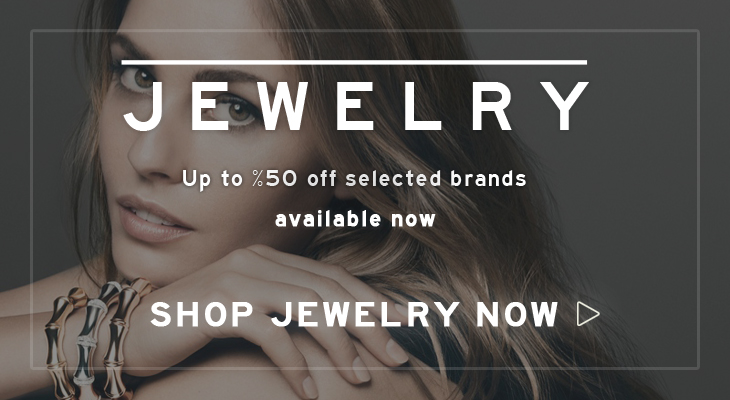 JEWELRY
Up to %50 off selected brands
available now
SHOP JEWELRY NOW